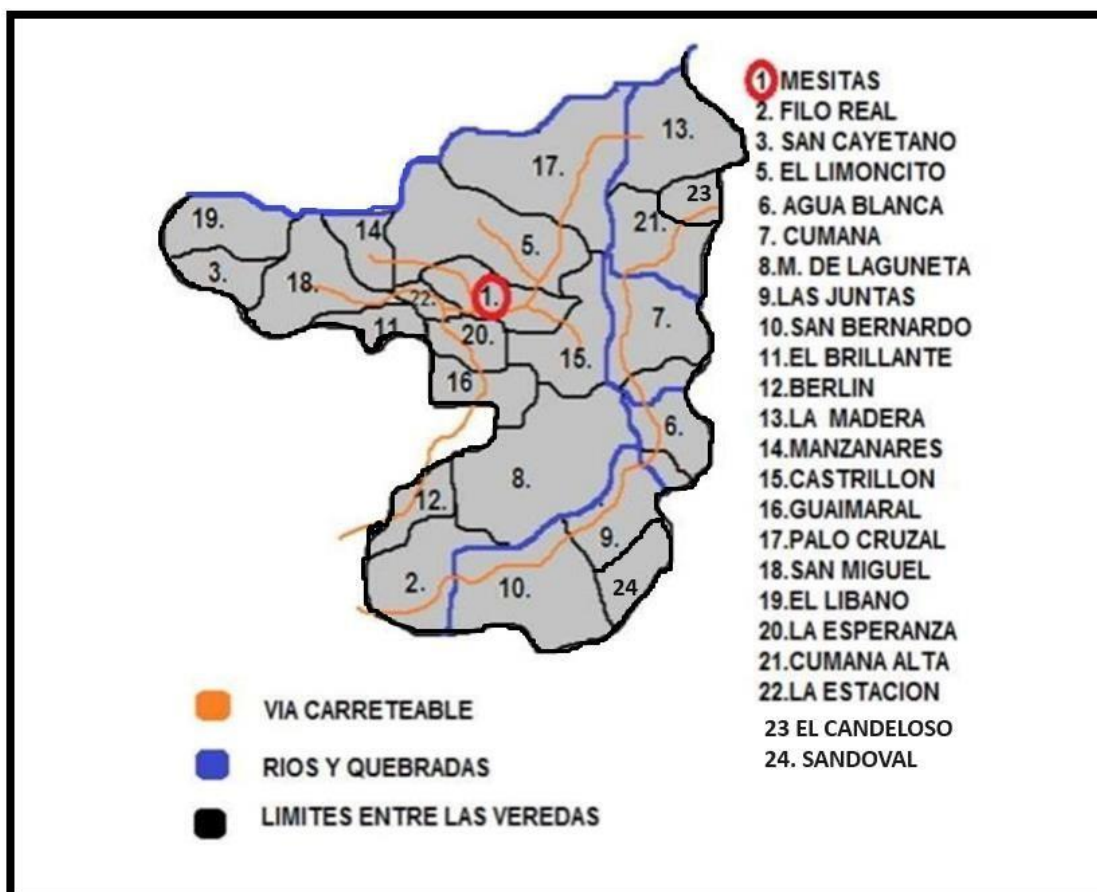 1 MESITAS
2. FILO REAL
3. SAN CAYETANO
5. EL LIMONCITO
6. AGUA BLANCA
7. CUMANA
8.M. DE LAGUNETA
9.LAS JUNTAS
10.SAN BERNARDO
11.EL BRILLANTE
12.BERLIN
13.LA MADERA
14.MANZANARES
15.CASTRILLON
16.GUAIMARAL
17.PALO CRUZAL
18.SAN MIGUEL
19.EL LIBANO
20.LA ESPERANZA
21.CUMANA ALTA
22.LA ESTACION
23 EL CANDELOSO
24. SANDOVAL
13.
17.
23
19.
14
21.
5.
3.
18.
22.
1.
11
20.
7.
15.
16
6.
8.
12.
9.
2.
10.
24
VIA CARRETEABLE
RIOS Y QUEBRADAS
LIMITES ENTRE LAS VEREDAS